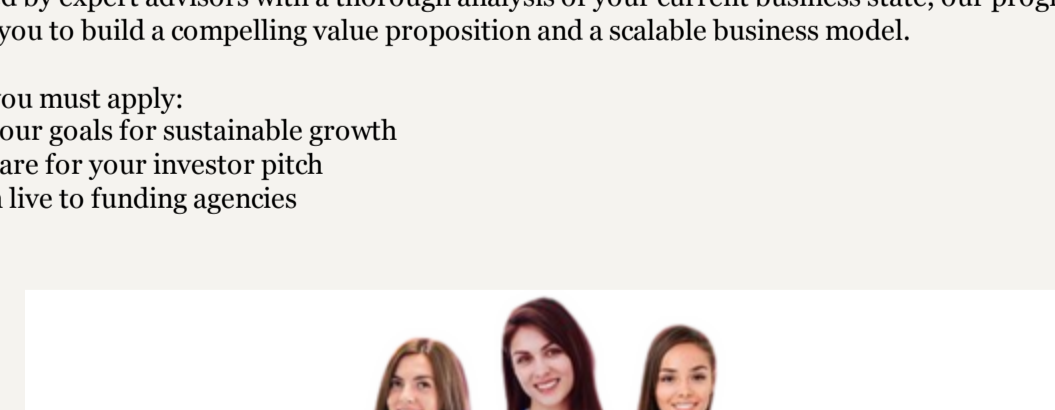 by expert advisors with a thorough analysis of your current business state, our
you to build a compelling value proposition and a scalable business model.
you must apply:
our goals for sustainable growth
are for your investor pitch
live to funding agencies